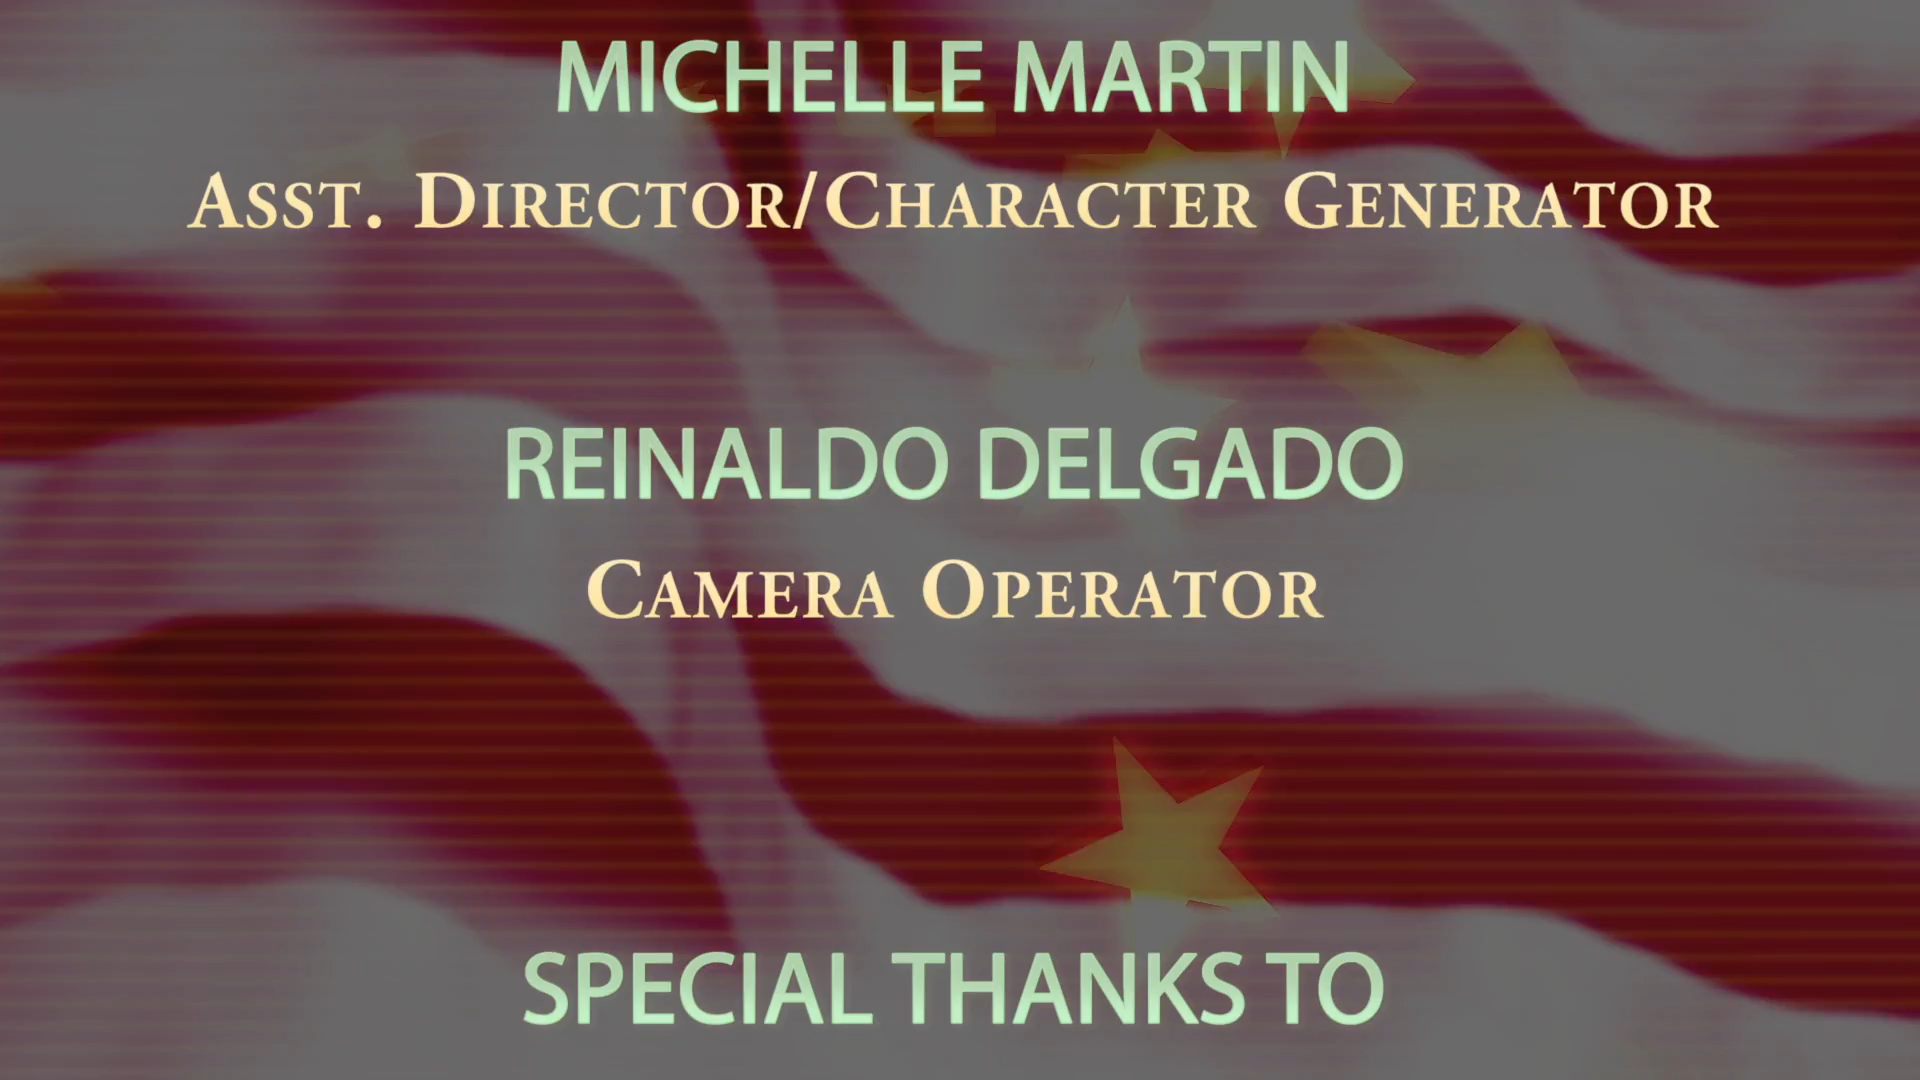 MICHELLE MARTIN
ASST. DIRECTOR/CHARACTER GENERATOR
REINALDO DELGADO
CAMERA OPERATOR
SPECIAL THANKS TO